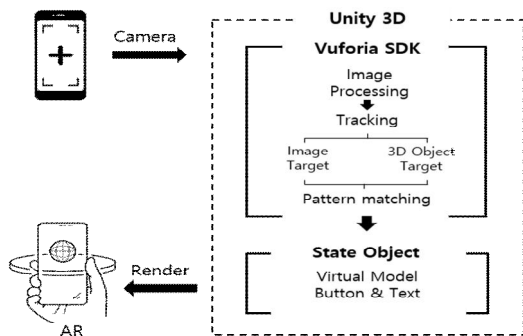 Unity 3D
Camera
Vuforia SDK
Image
Processing
Tracking
Image
Target
3D Object
Target
Pattern matching
State Object
Virtual Model
Button & Text
Render
AR